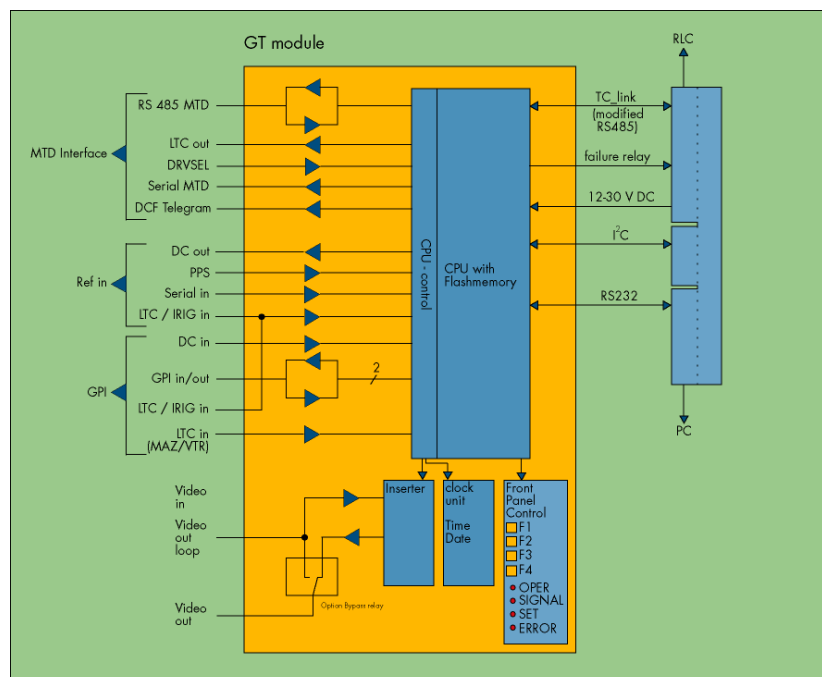 GT module
RLC
RS 485 MTD
LTC out
DRVSEL
Serial MTD
DCF Telegram
MTD Interface
DC out
PPS
Serial in
LTC / IRIG in
Ref in
DC in
GPI in/out
2
LTC / IRIG in
GPI
LTC in
(MAZ/VTR)
CPU - control
CPU with
Flashmemory
TC_link
(modified
RS485)
failure relay
12-30 V DC
I²C
RS232
PC
Video
in
Video
out
loop
Video
out
Option Bypass relay
Inserter
clock
unit
Time
Date
Front
Panel
Control
F1
F2
F3
F4
OPER
SIGNAL
SET
ERROR